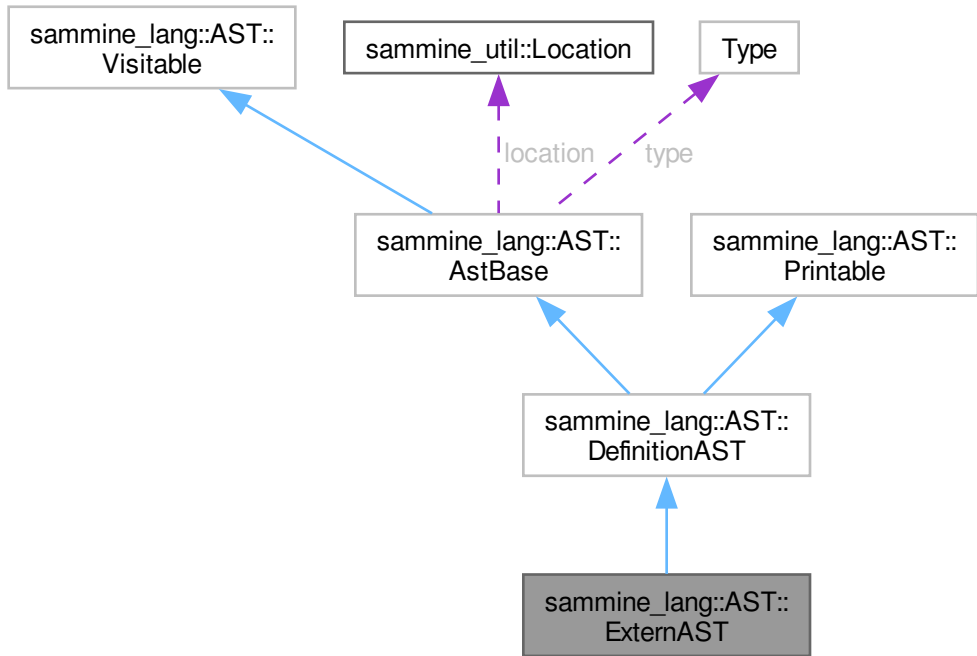 sammine_lang::AST::
Visitable
sammine_util::Location
Type
location
type
sammine_lang::AST::
AstBase
sammine_lang::AST::
Printable
sammine_lang::AST::
DefinitionAST
sammine_lang::AST::
ExternAST